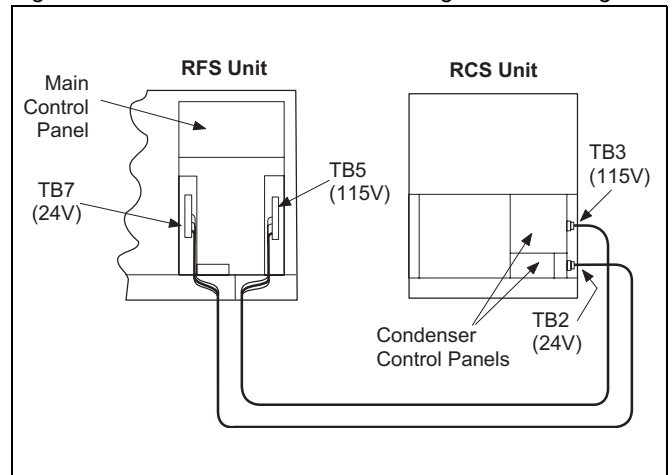 RFS Unit
RCS Unit
Main
Control
Panel
TB7
(24V)
TB5
(115V)
TB3
(115V)
TB2
(24V)
Condenser
Control Panels